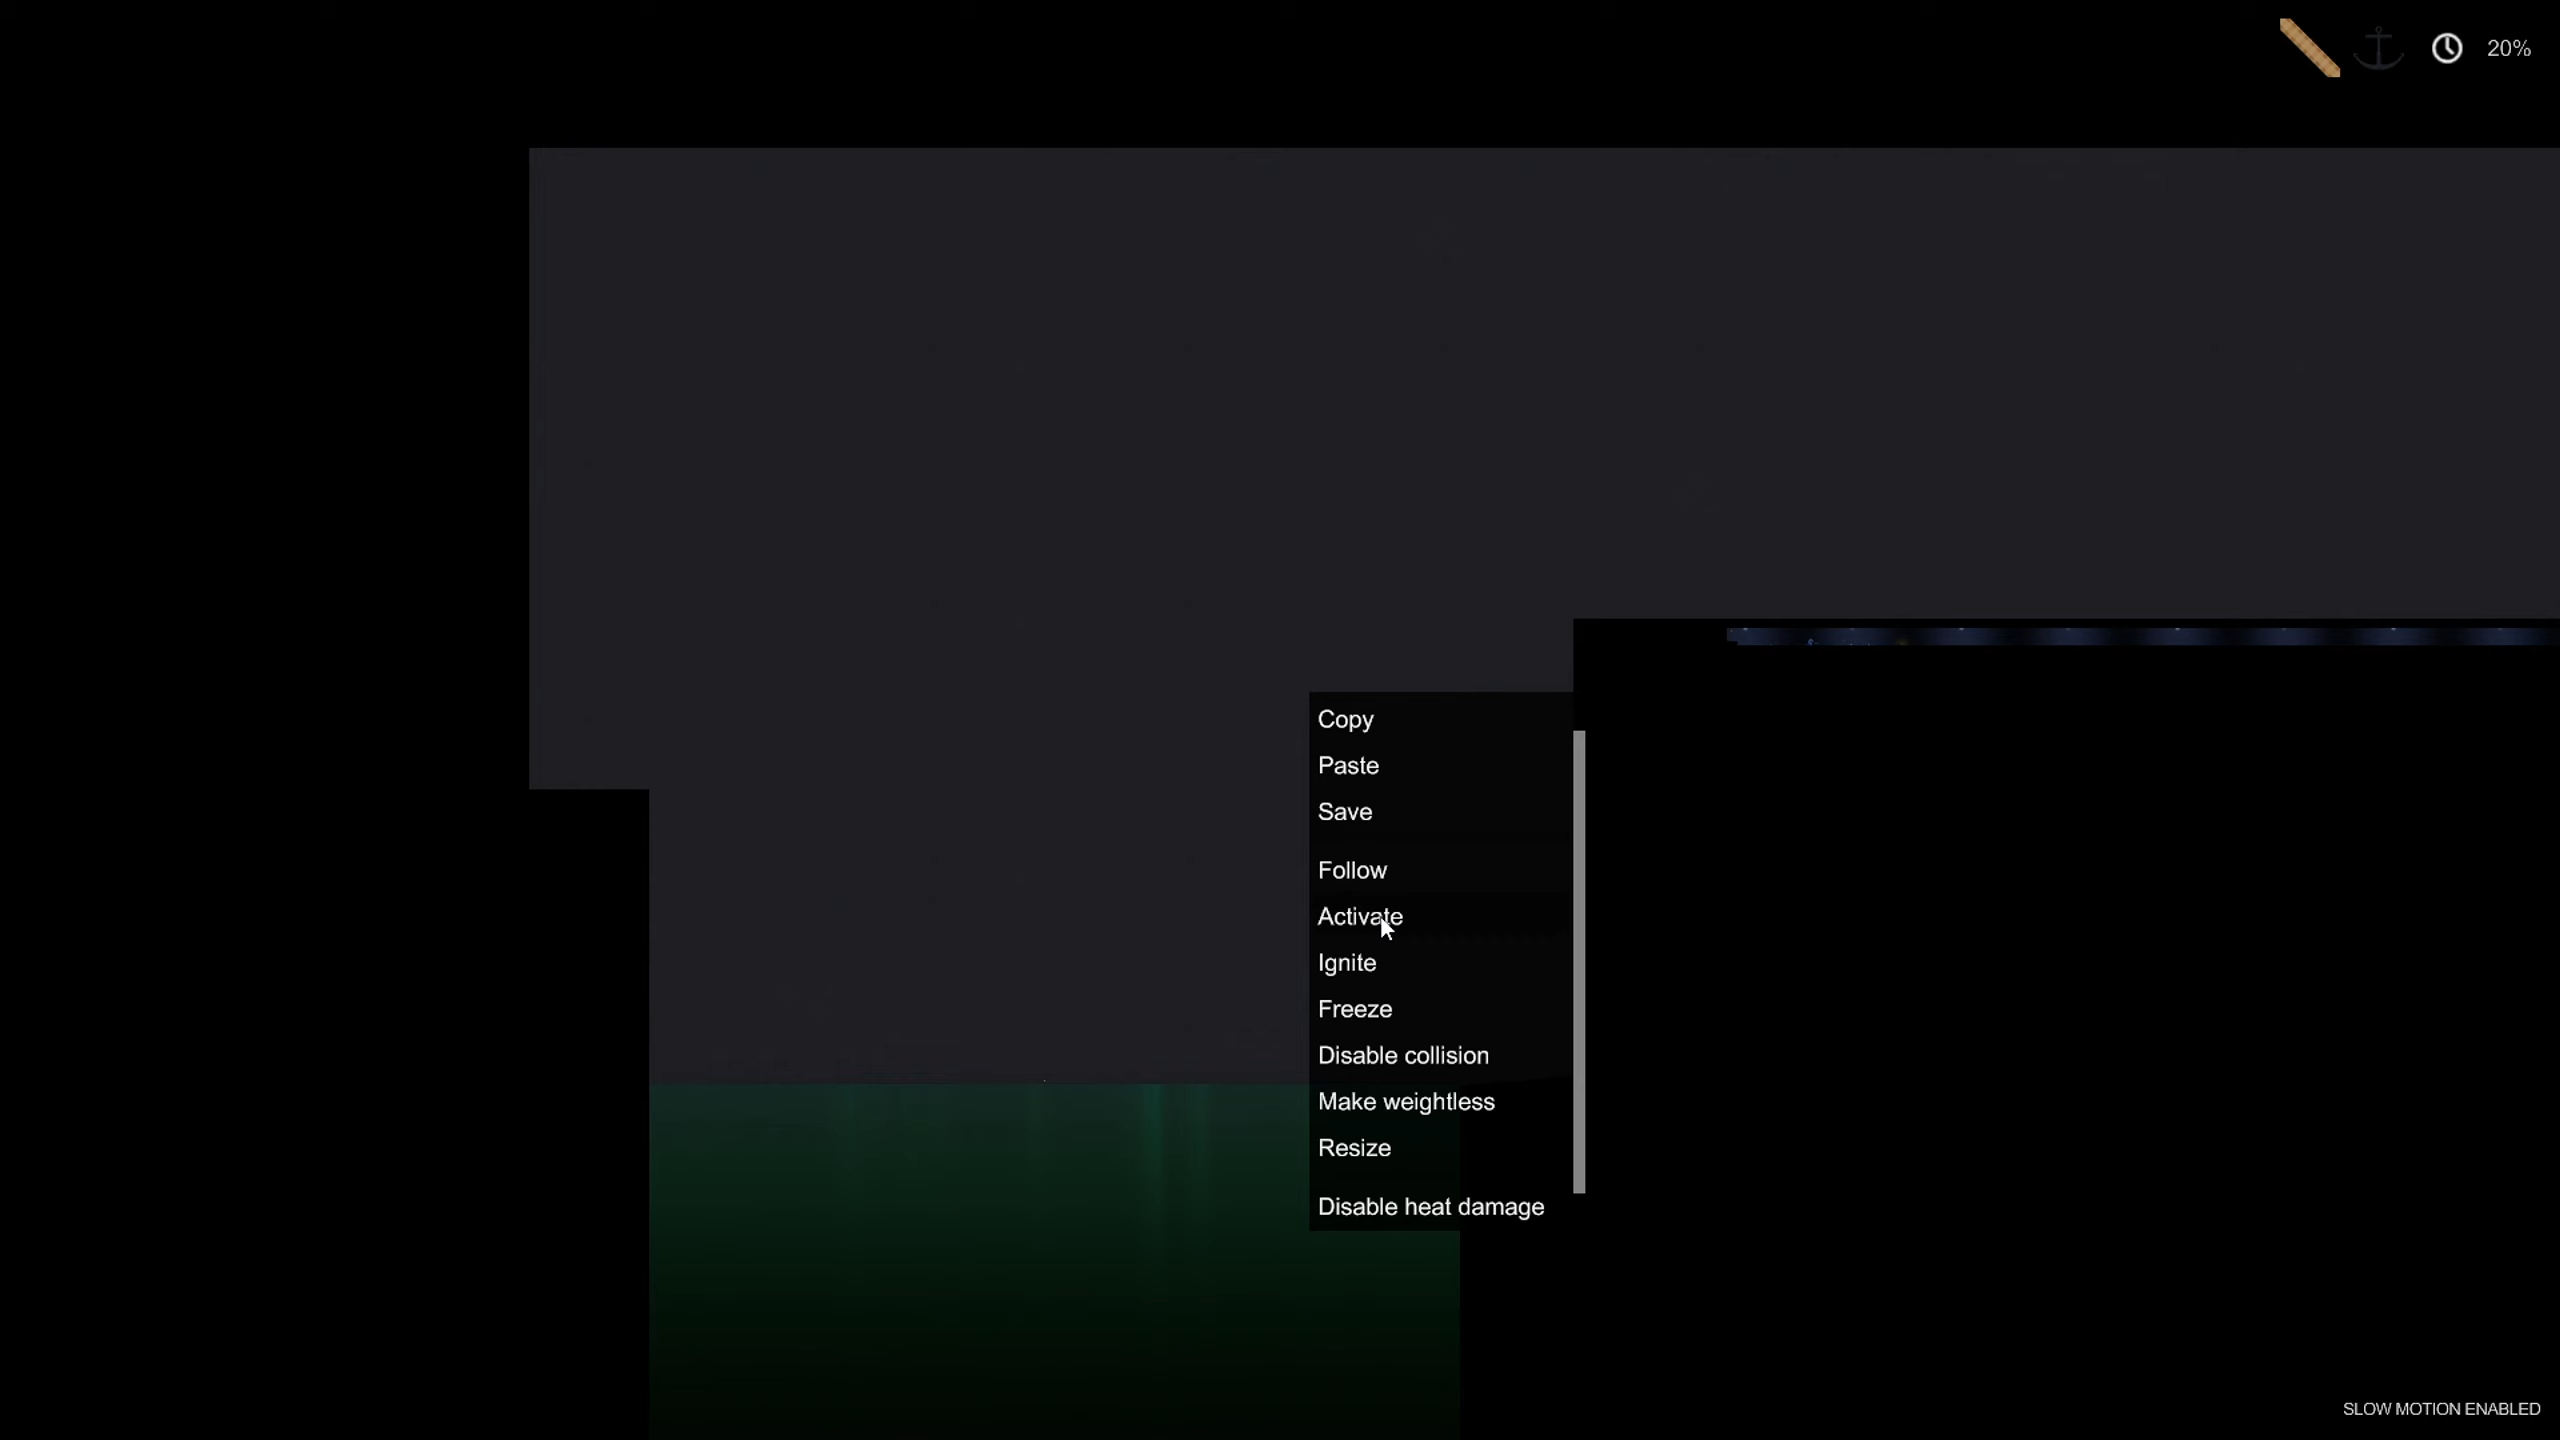 20%
Copy
Paste
Save
Follow
Activate
Ignite
Freeze
Disable collision
Make weightless
Resize
Disable heat damage
SLOW MOTION ENABLED